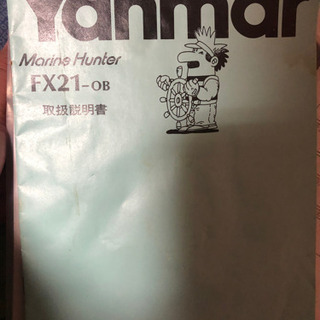 Yanmar
Marine Hunter
FX21-OB
取扱説明書